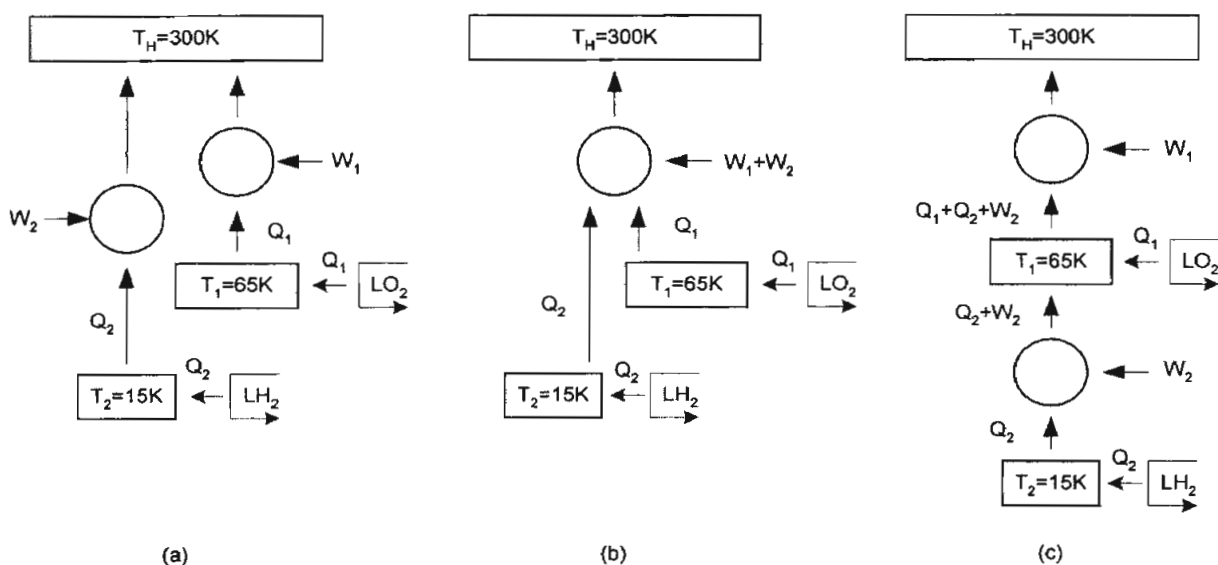 T_H=300K
W_1
W_2
Q_1
Q_1
T_1=65K
LO_2
Q_2
Q_2
T_2=15K
LH_2
(a)
T_H=300K
W_1+W_2
Q_1
Q_1
T_1=65K
LO_2
Q_2
Q_2
T_2=15K
LH_2
(b)
T_H=300K
W_1
Q_1+Q_2+W_2
Q_1
T_1=65K
LO_2
Q_2+W_2
W_2
Q_2
Q_2
T_2=15K
LH_2
(c)